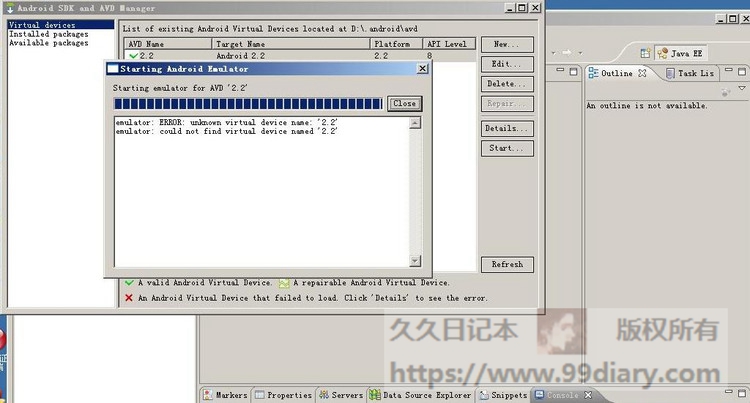 Android SDK and AVD Manager
Virtual devices
Installed packages
Available packages
List of existing Android Virtual Devices located at D:\.android\avd
AVD Name Target Name Platform API Level
2.2 Android 2.2 2.2 8
New...
Edit...
Delete...
Repair...
Details...
Start...
Refresh
Starting Android Emulator
Starting emulator for AVD '2.2'
Close
emulator: ERROR: unknown virtual device name: '2.2'
emulator: could not find virtual device named '2.2'
A valid Android Virtual Device. A repairable Android Virtual Device.
An Android Virtual Device that failed to load. Click 'Details' to see the error.
Java EE
Outline Task Lis
An outline is not available.
久久日记本 版权所有
https://www.99diary.com
Markers Properties Servers Data Source Explorer Snippets Console